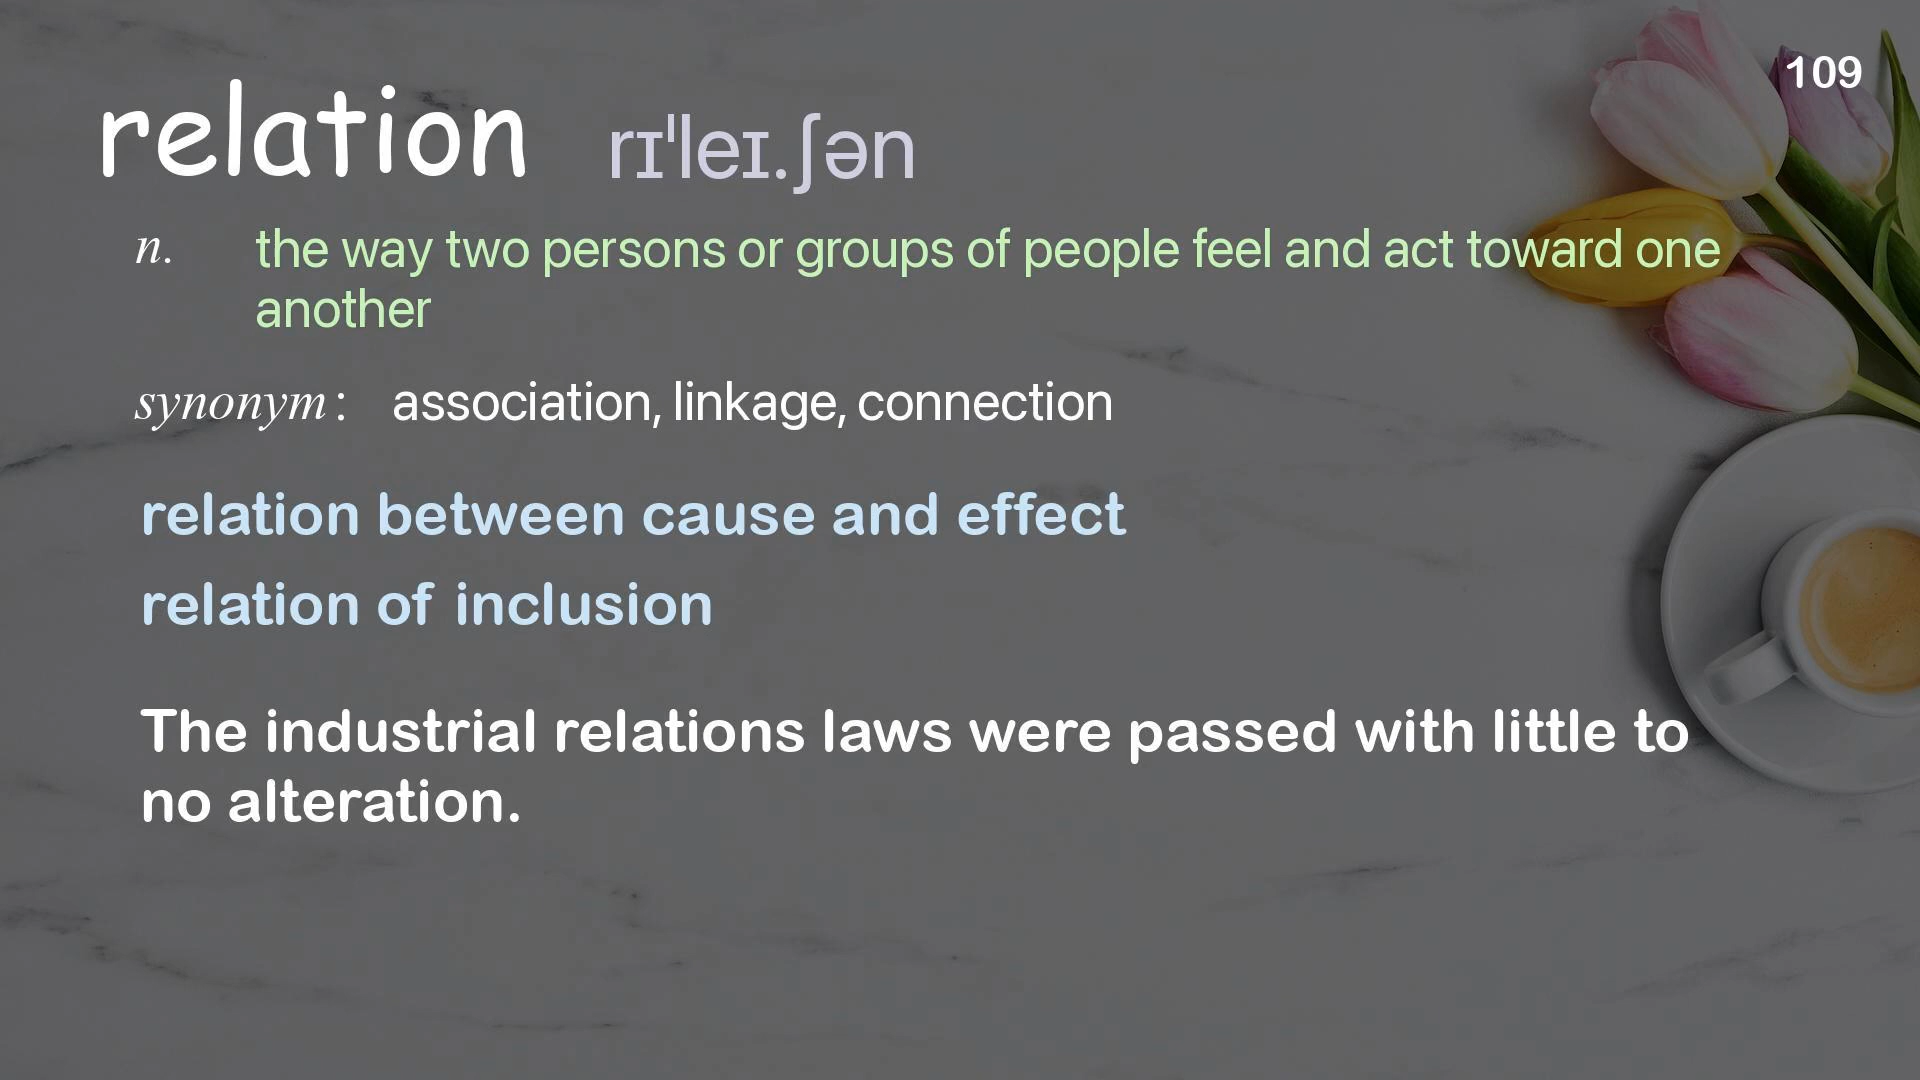 109
relation rɪˈleɪ.ʃən
n. the way two persons or groups of people feel and act toward one
another
synonym: association, linkage, connection
relation between cause and effect
relation of inclusion
The industrial relations laws were passed with little to
no alteration.